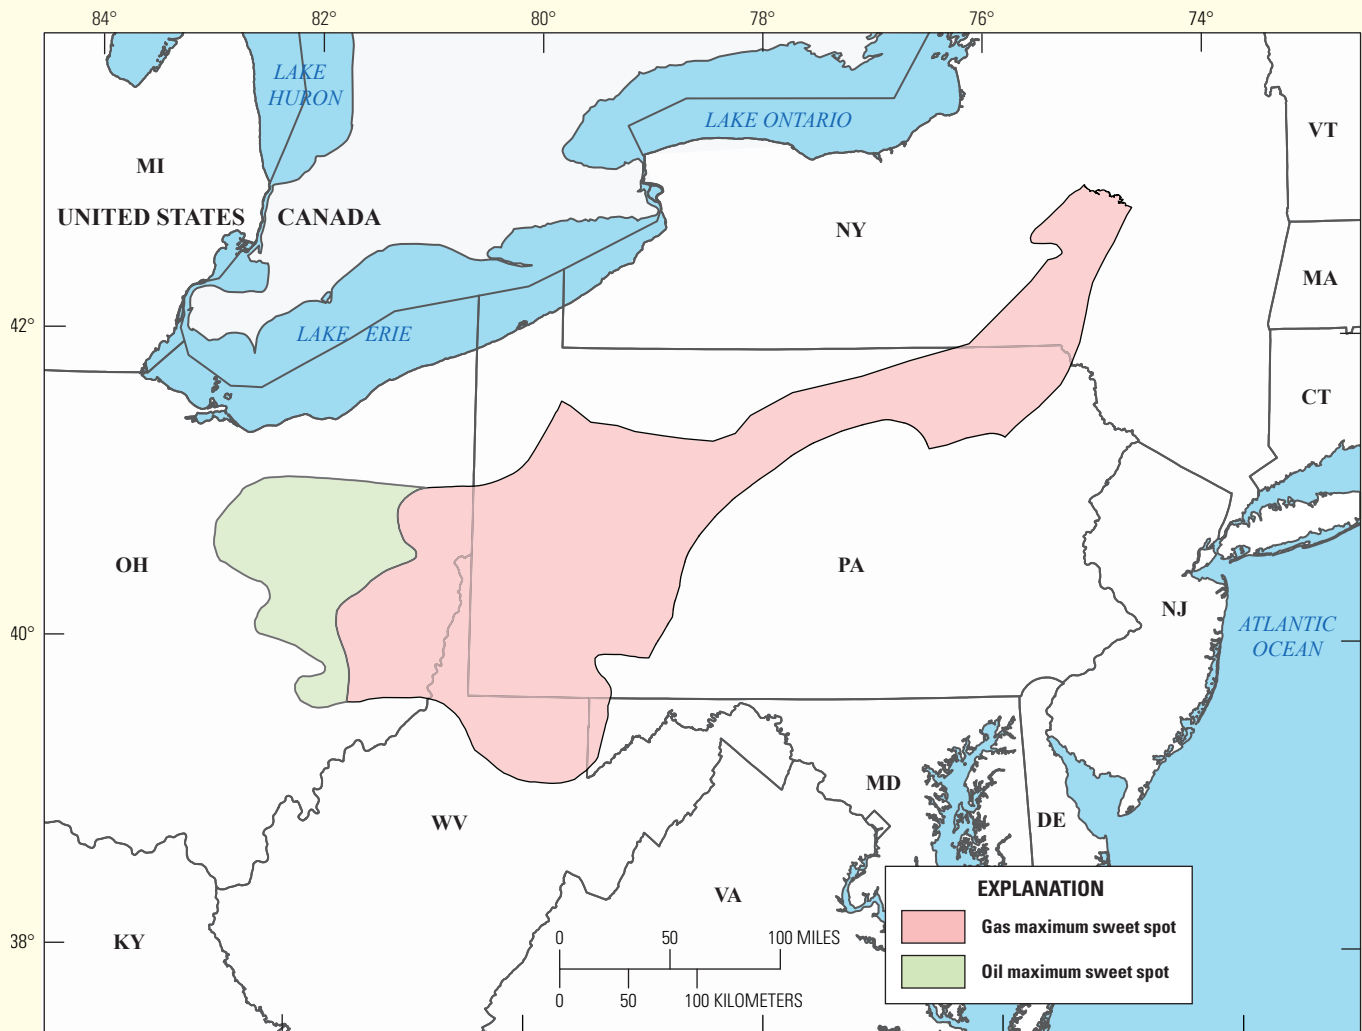 84°
82°
80°
78°
76°
74°
LAKE
HURON
LAKE ONTARIO
VT
MI
UNITED STATES
CANADA
NY
MA
42°
LAKE ERIE
CT
OH
PA
NJ
40°
ATLANTIC
OCEAN
MD
WV
DE
VA
KY
38°
0 50 100 MILES
0 50 100 KILOMETERS
EXPLANATION
Gas maximum sweet spot
Oil maximum sweet spot